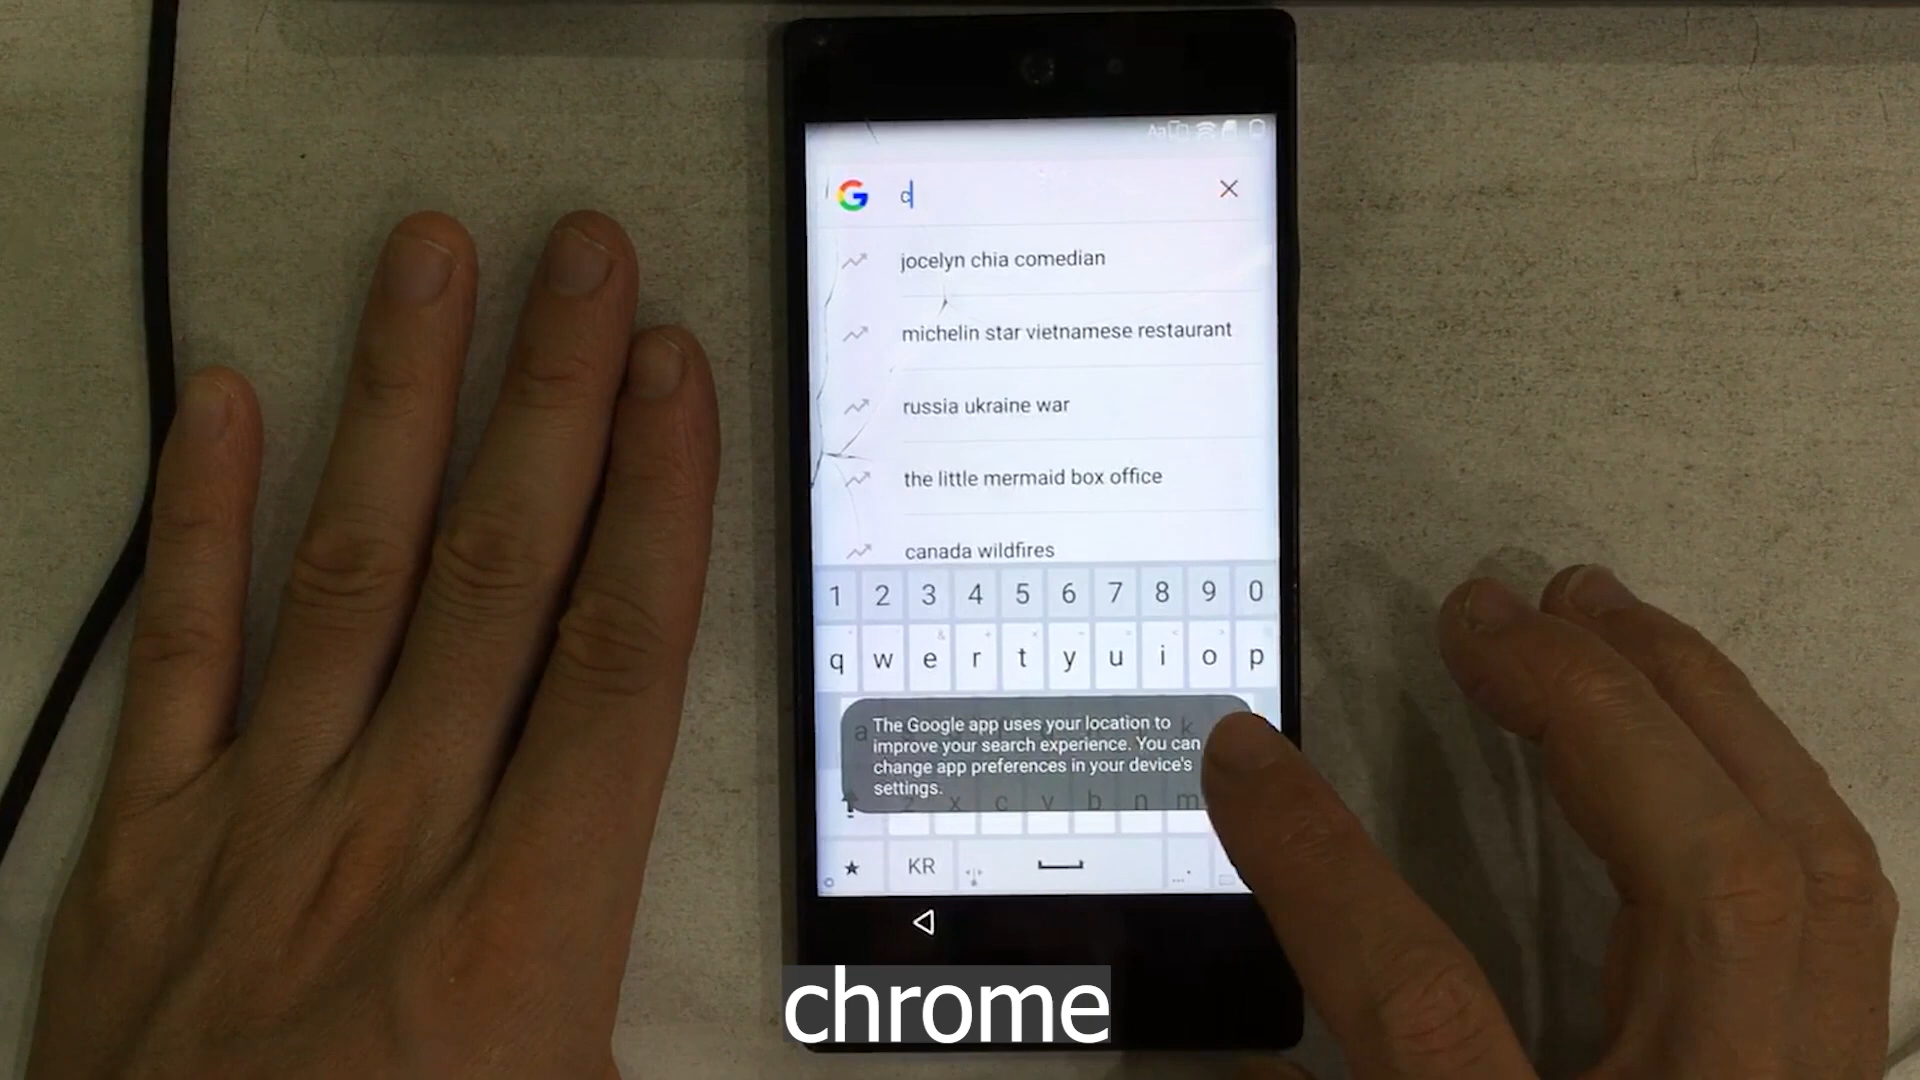 c
jocelyn chia comedian
michelin star vietnamese restaurant
russia ukraine war
the little mermaid box office
canada wildfires
1 2 3 4 5 6 7 8 9 0
q w e r t y u i o p
a k
The Google app uses your location to
improve your search experience. You can
change app preferences in your device's
settings.
z x c v b n m
KR
chrome